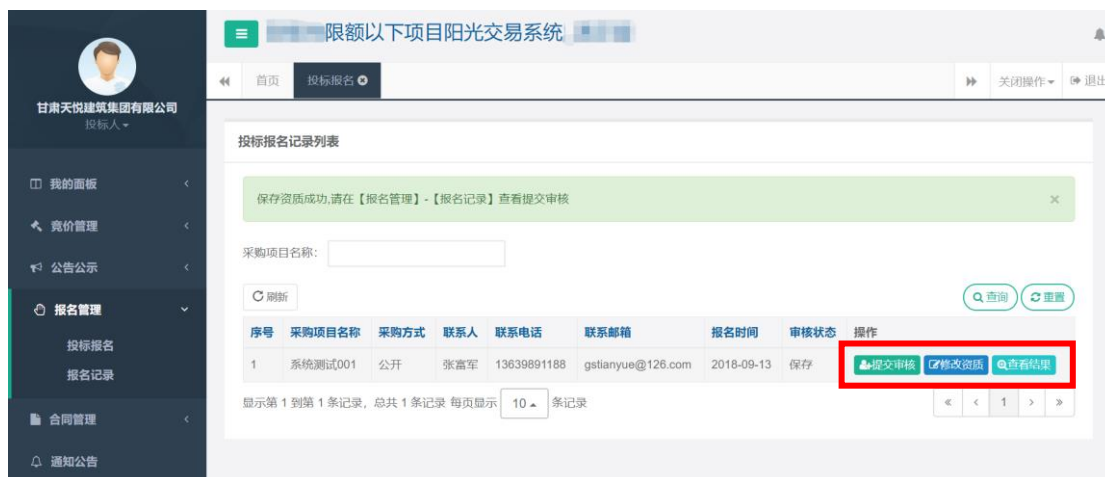 限额以下项目阳光交易系统
首页
投标报名
关闭操作
退出
甘肃天悦建筑集团有限公司
投标人
我的面板
竞价管理
公告公示
报名管理
投标报名
报名记录
合同管理
通知公告
投标报名记录列表
保存资质成功,请在【报名管理】-【报名记录】查看提交审核
采购项目名称：
刷新
查询 重置
序号 采购项目名称 采购方式 联系人 联系电话 联系邮箱 报名时间 审核状态 操作
1 系统测试001 公开 张富军 13639891188 gstianyue@126.com 2018-09-13 保存 提交审核 修改资质 查看结果
显示第 1 到第 1 条记录，总共 1 条记录 每页显示 10 条记录
« ‹ 1 › »